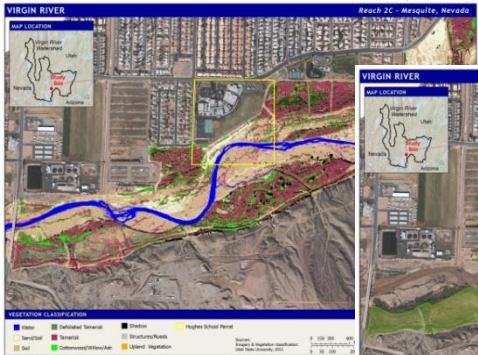 VIRGIN RIVER
Reach 2C - Mesquite, Nevada
MAP LOCATION
Virgin River
Watershed
Utah
Study
Site
Nevada
Arizona
VEGETATION CLASSIFICATION
Water
Sand/Soil
Soil
Defoliated Tamarisk
Tamarisk
Cottonwood/Willow/Ash
Shadow
Structures/Roads
Upland Vegetation
Hughes School Parcel
Sources:
Imagery & Vegetation classification:
Utah State University, 2011
VIRGIN RIVER
MAP LOCATION
Virgin River
Watershed
Utah
Study
Site
Nevada
Arizona